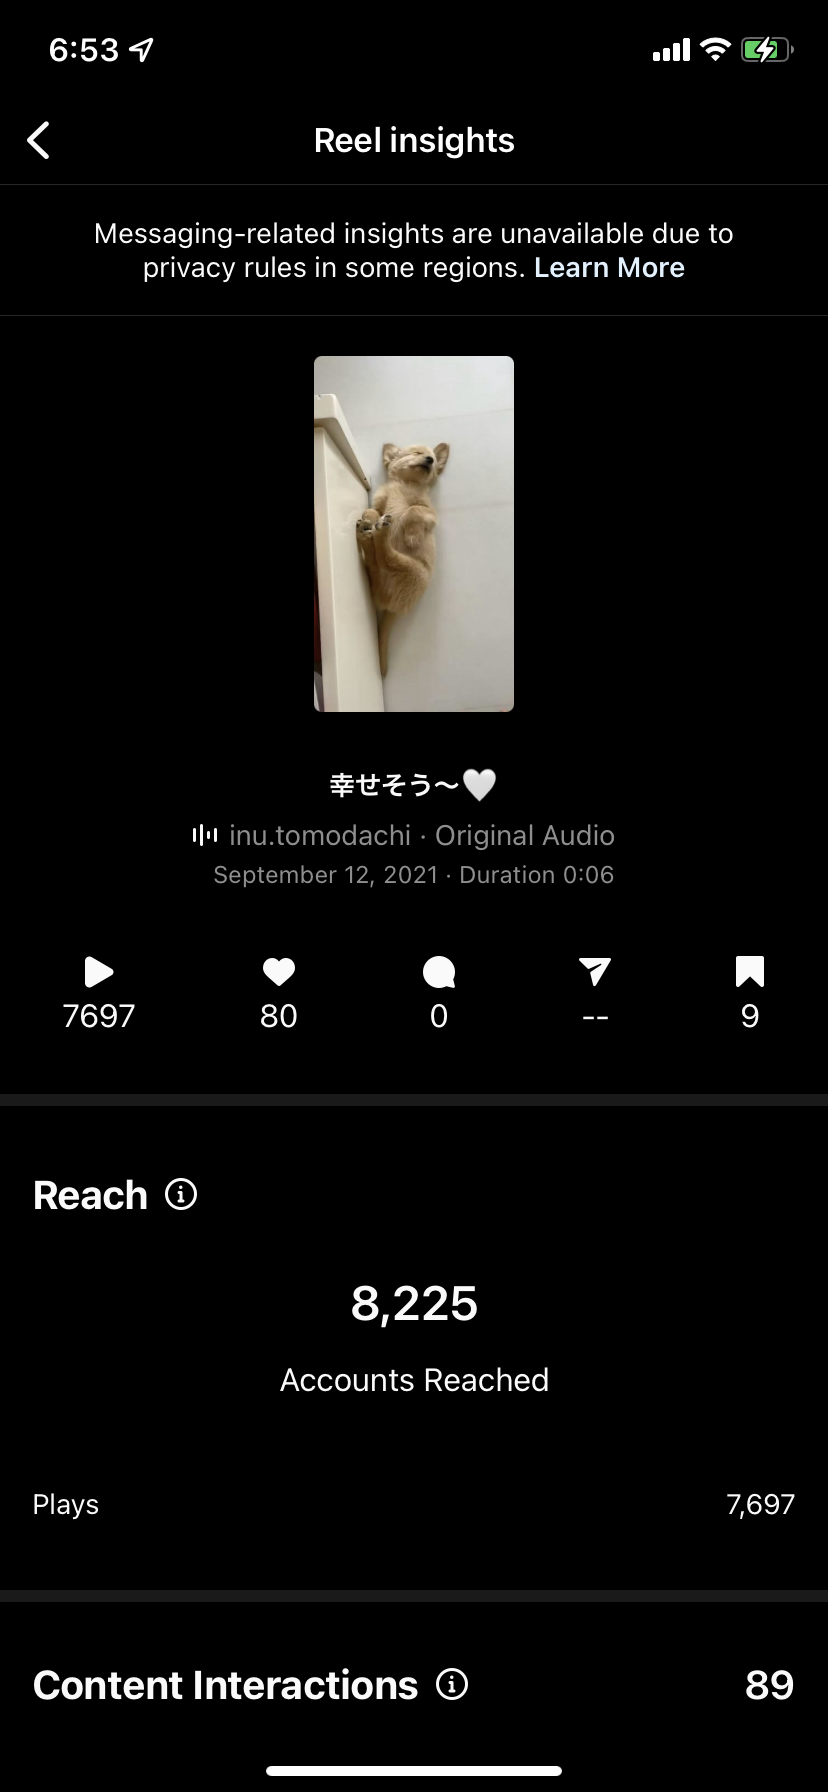 6:53
Reel insights
Messaging-related insights are unavailable due to
privacy rules in some regions. Learn More
幸せそう〜🤍
inu.tomodachi · Original Audio
September 12, 2021 · Duration 0:06
7697 80 0 -- 9
Reach
8,225
Accounts Reached
Plays 7,697
Content Interactions 89